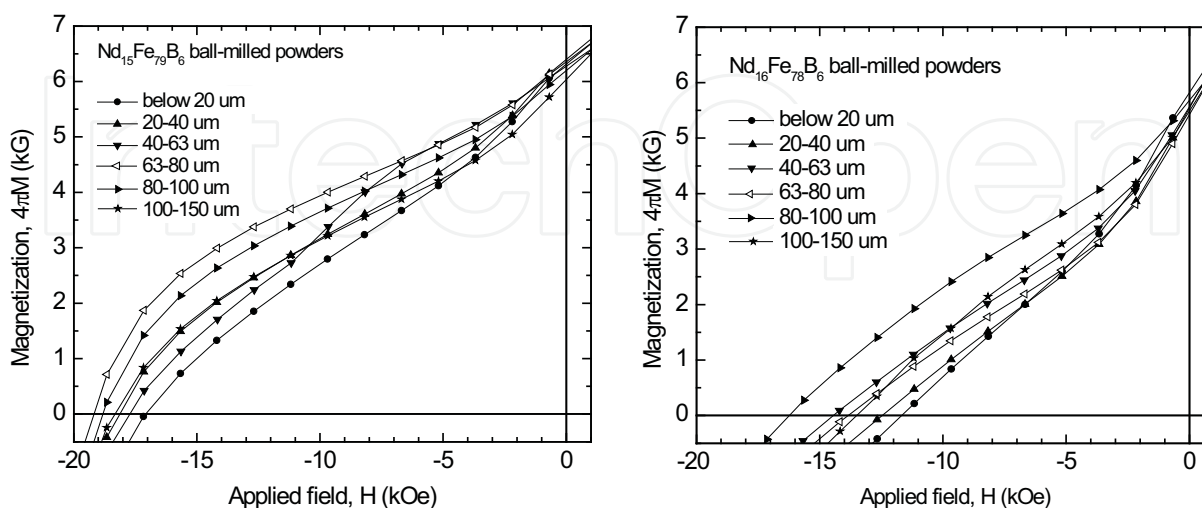 7
6
5
4
3
2
1
0
Magnetization, 4πM (kG)
Nd15Fe79B6 ball-milled powders
below 20 um
20-40 um
40-63 um
63-80 um
80-100 um
100-150 um
-20 -15 -10 -5 0
Applied field, H (kOe)
7
6
5
4
3
2
1
0
Magnetization, 4πM (kG)
Nd16Fe78B6 ball-milled powders
below 20 um
20-40 um
40-63 um
63-80 um
80-100 um
100-150 um
-20 -15 -10 -5 0
Applied field, H (kOe)
intechopen